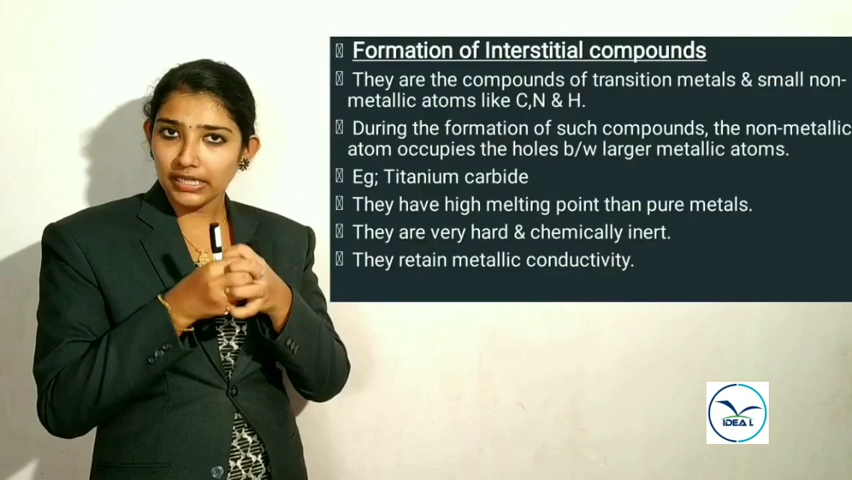 Formation of Interstitial compounds
They are the compounds of transition metals & small non-
metallic atoms like C,N & H.
During the formation of such compounds, the non-metallic
atom occupies the holes b/w larger metallic atoms.
Eg; Titanium carbide
They have high melting point than pure metals.
They are very hard & chemically inert.
They retain metallic conductivity.
IDEAL